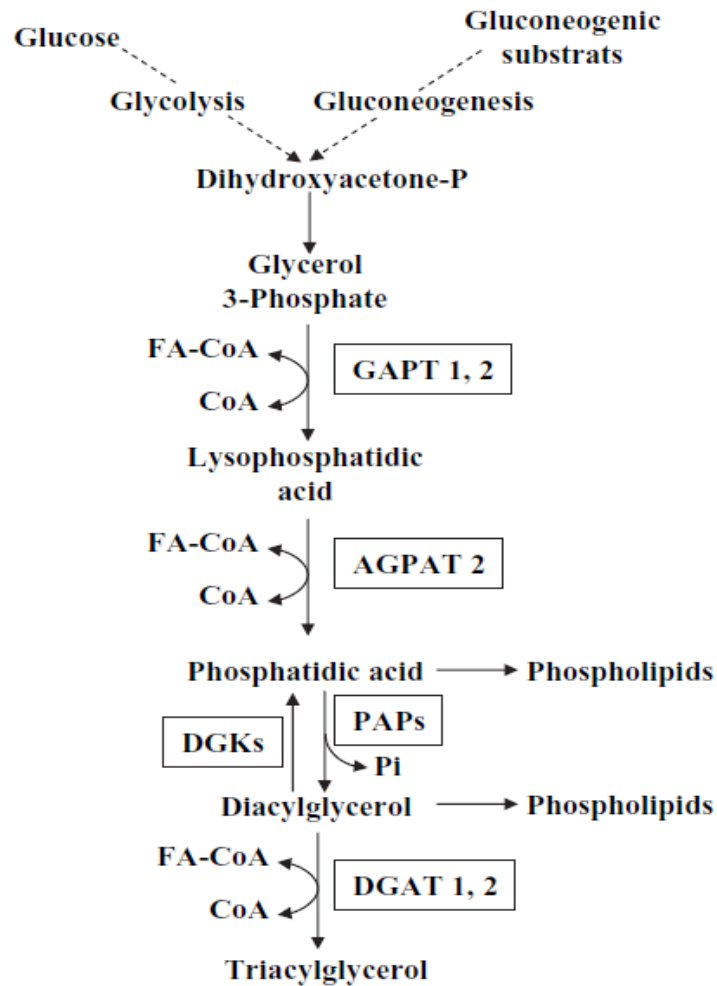 Glucose
Gluconeogenic
substrats
Glycolysis
Gluconeogenesis
Dihydroxyacetone-P
Glycerol
3-Phosphate
FA-CoA
GAPT 1, 2
CoA
Lysophosphatidic
acid
FA-CoA
AGPAT 2
CoA
Phosphatidic acid
Phospholipids
DGKs
PAPs
Pi
Diacylglycerol
Phospholipids
FA-CoA
DGAT 1, 2
CoA
Triacylglycerol